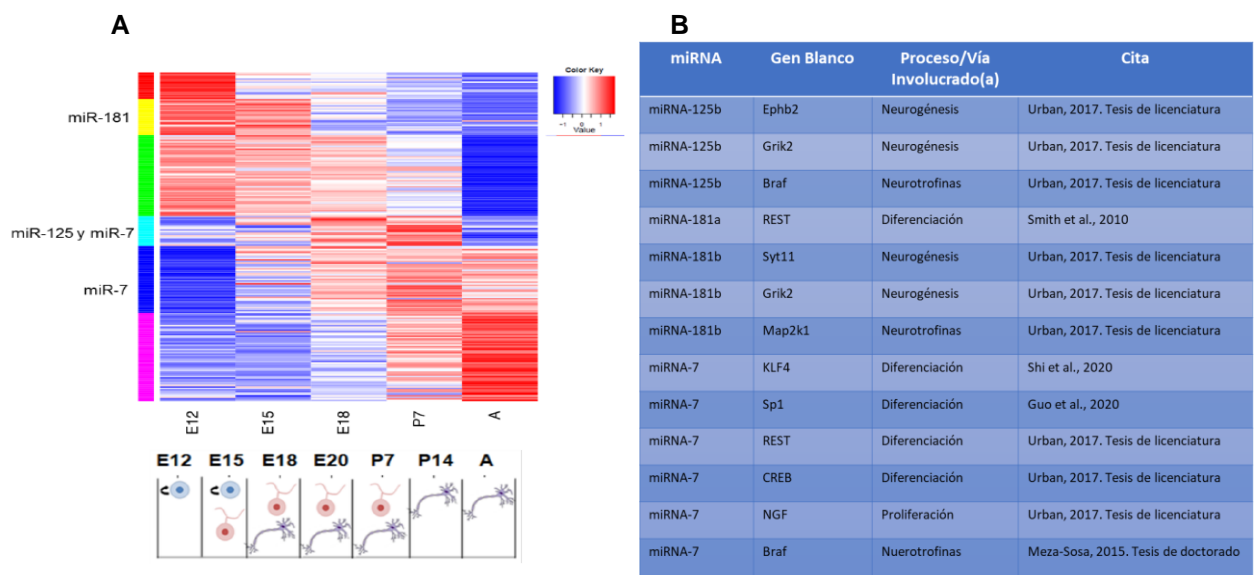 A
B
Color Key
-1 0 1
Value
miR-181
miR-125 y miR-7
miR-7
E12 E15 E18 P7 A
E12 E15 E18 E20 P7 P14 A
miRNA Gen Blanco Proceso/Vía Involucrado(a) Cita
miRNA-125b Ephb2 Neurogénesis Urban, 2017. Tesis de licenciatura
miRNA-125b Grik2 Neurogénesis Urban, 2017. Tesis de licenciatura
miRNA-125b Braf Neurotrofinas Urban, 2017. Tesis de licenciatura
miRNA-181a REST Diferenciación Smith et al., 2010
miRNA-181b Syt11 Neurogénesis Urban, 2017. Tesis de licenciatura
miRNA-181b Grik2 Neurogénesis Urban, 2017. Tesis de licenciatura
miRNA-181b Map2k1 Neurotrofinas Urban, 2017. Tesis de licenciatura
miRNA-7 KLF4 Diferenciación Shi et al., 2020
miRNA-7 Sp1 Diferenciación Guo et al., 2020
miRNA-7 REST Diferenciación Urban, 2017. Tesis de licenciatura
miRNA-7 CREB Diferenciación Urban, 2017. Tesis de licenciatura
miRNA-7 NGF Proliferación Urban, 2017. Tesis de licenciatura
miRNA-7 Braf Nuerotrofinas Meza-Sosa, 2015. Tesis de doctorado